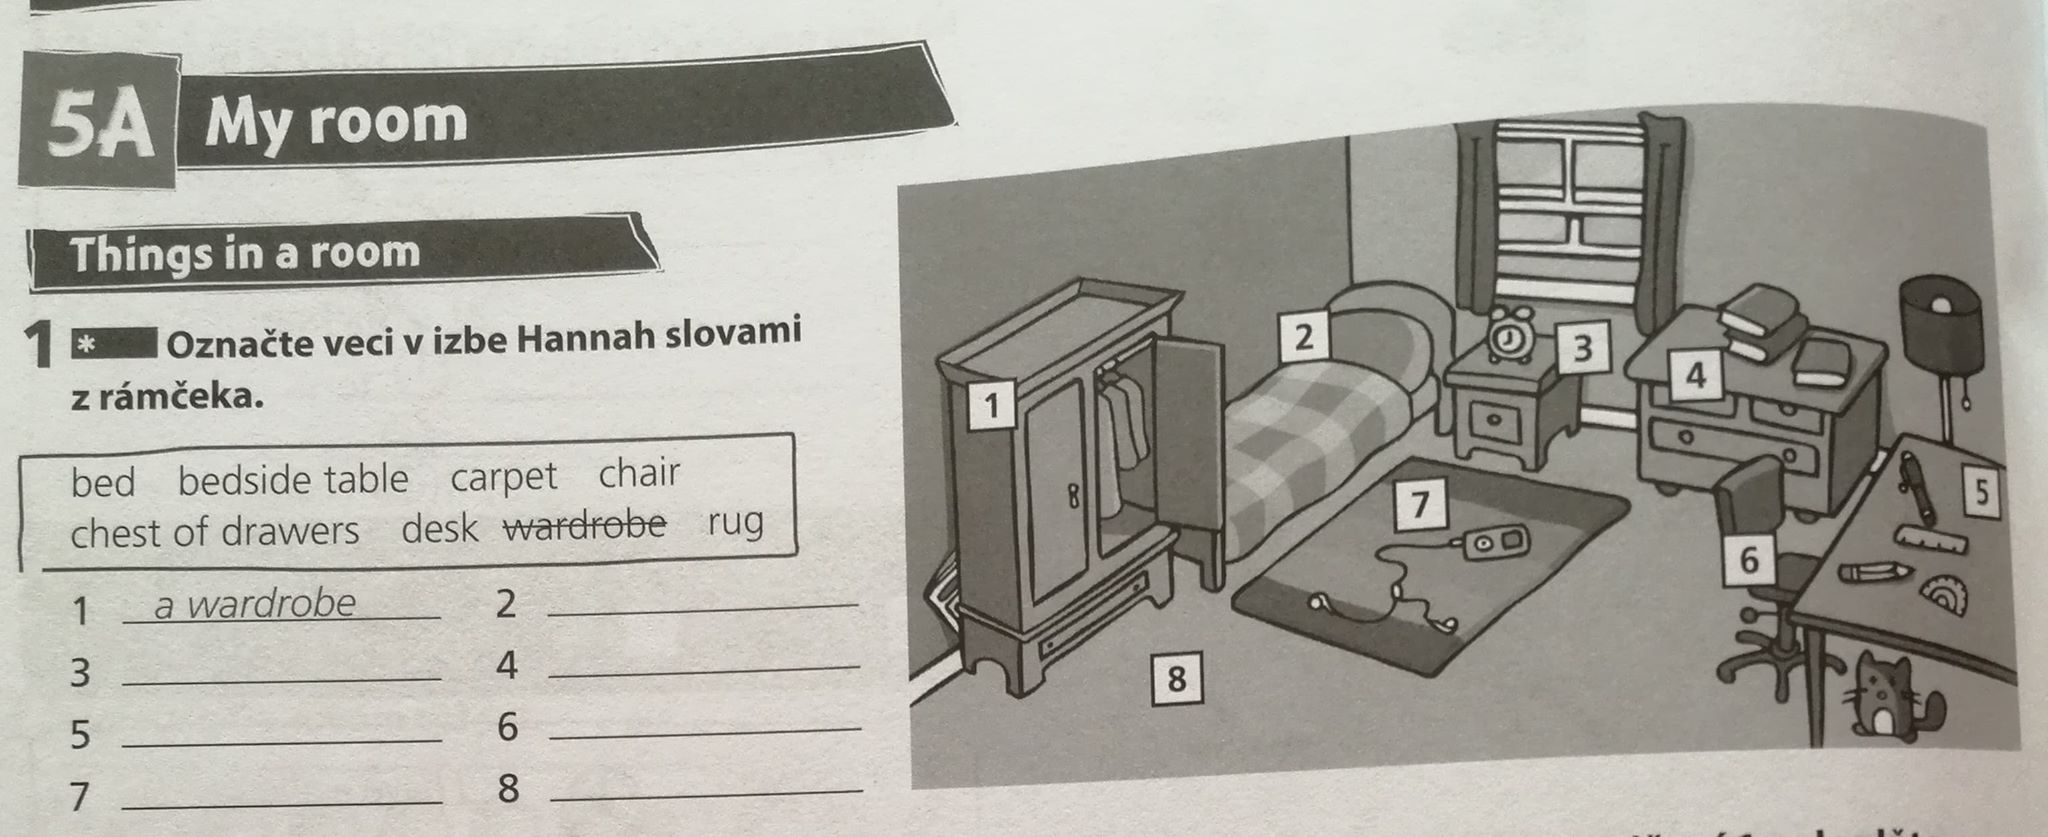 5A My room
Things in a room
1 * Označte veci v izbe Hannah slovami
z rámčeka.
bed bedside table carpet chair
chest of drawers desk wardrobe rug
1 a wardrobe 2
3 4
5 6
7 8
1
2
3
4
5
6
7
8